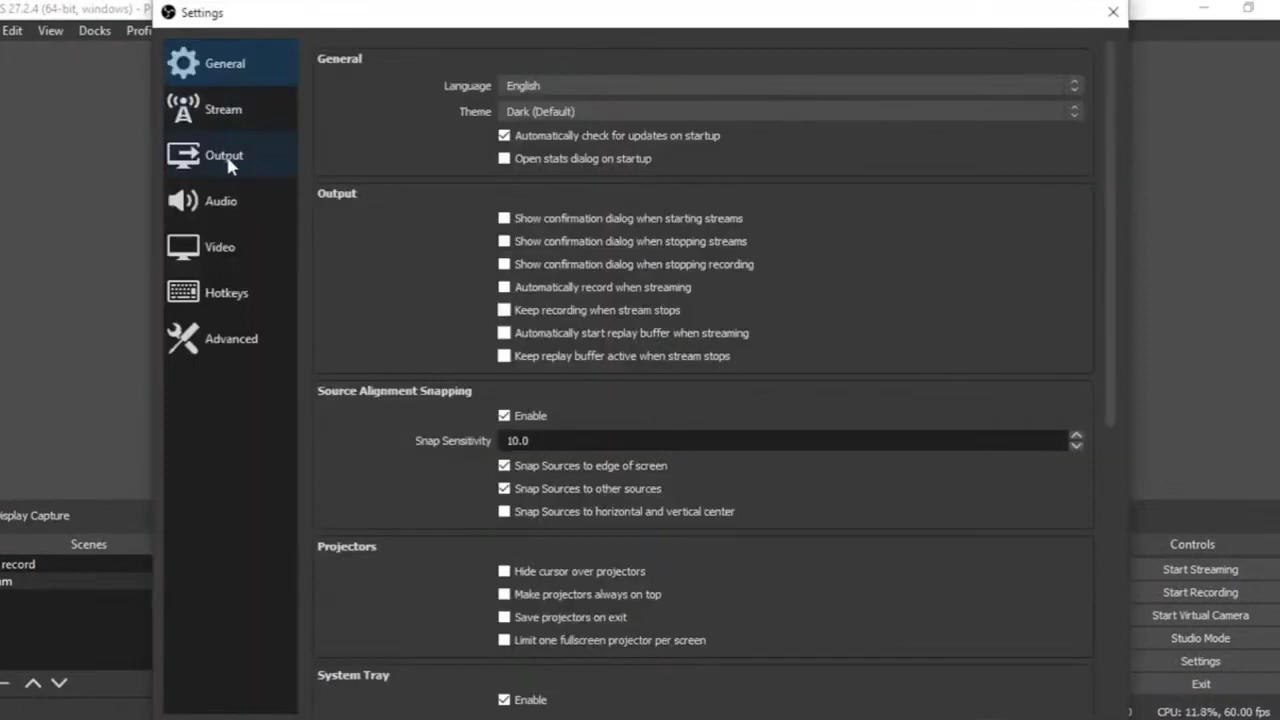 S 27.2.4 (64-bit, windows) - P
Settings
Edit View Docks Profi
General
Stream
Output
Audio
Video
Hotkeys
Advanced
General
Language English
Theme Dark (Default)
Automatically check for updates on startup
Open stats dialog on startup
Output
Show confirmation dialog when starting streams
Show confirmation dialog when stopping streams
Show confirmation dialog when stopping recording
Automatically record when streaming
Keep recording when stream stops
Automatically start replay buffer when streaming
Keep replay buffer active when stream stops
Source Alignment Snapping
Enable
Snap Sensitivity 10.0
Snap Sources to edge of screen
Snap Sources to other sources
Snap Sources to horizontal and vertical center
Projectors
Hide cursor over projectors
Make projectors always on top
Save projectors on exit
Limit one fullscreen projector per screen
System Tray
Enable
isplay Capture
Scenes
record
am
Controls
Start Streaming
Start Recording
Start Virtual Camera
Studio Mode
Settings
Exit
CPU: 11.8%, 60.00 fps